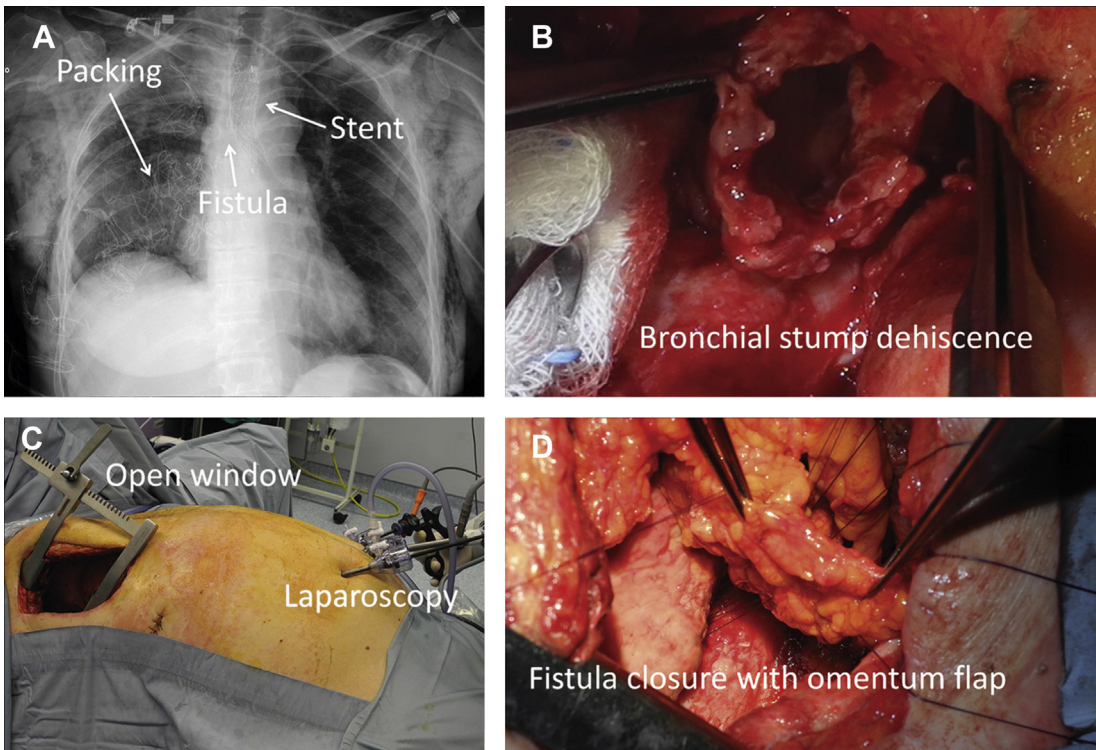 A
Packing
Stent
Fistula
B
Bronchial stump dehiscence
C
Open window
Laparoscopy
D
Fistula closure with omentum flap